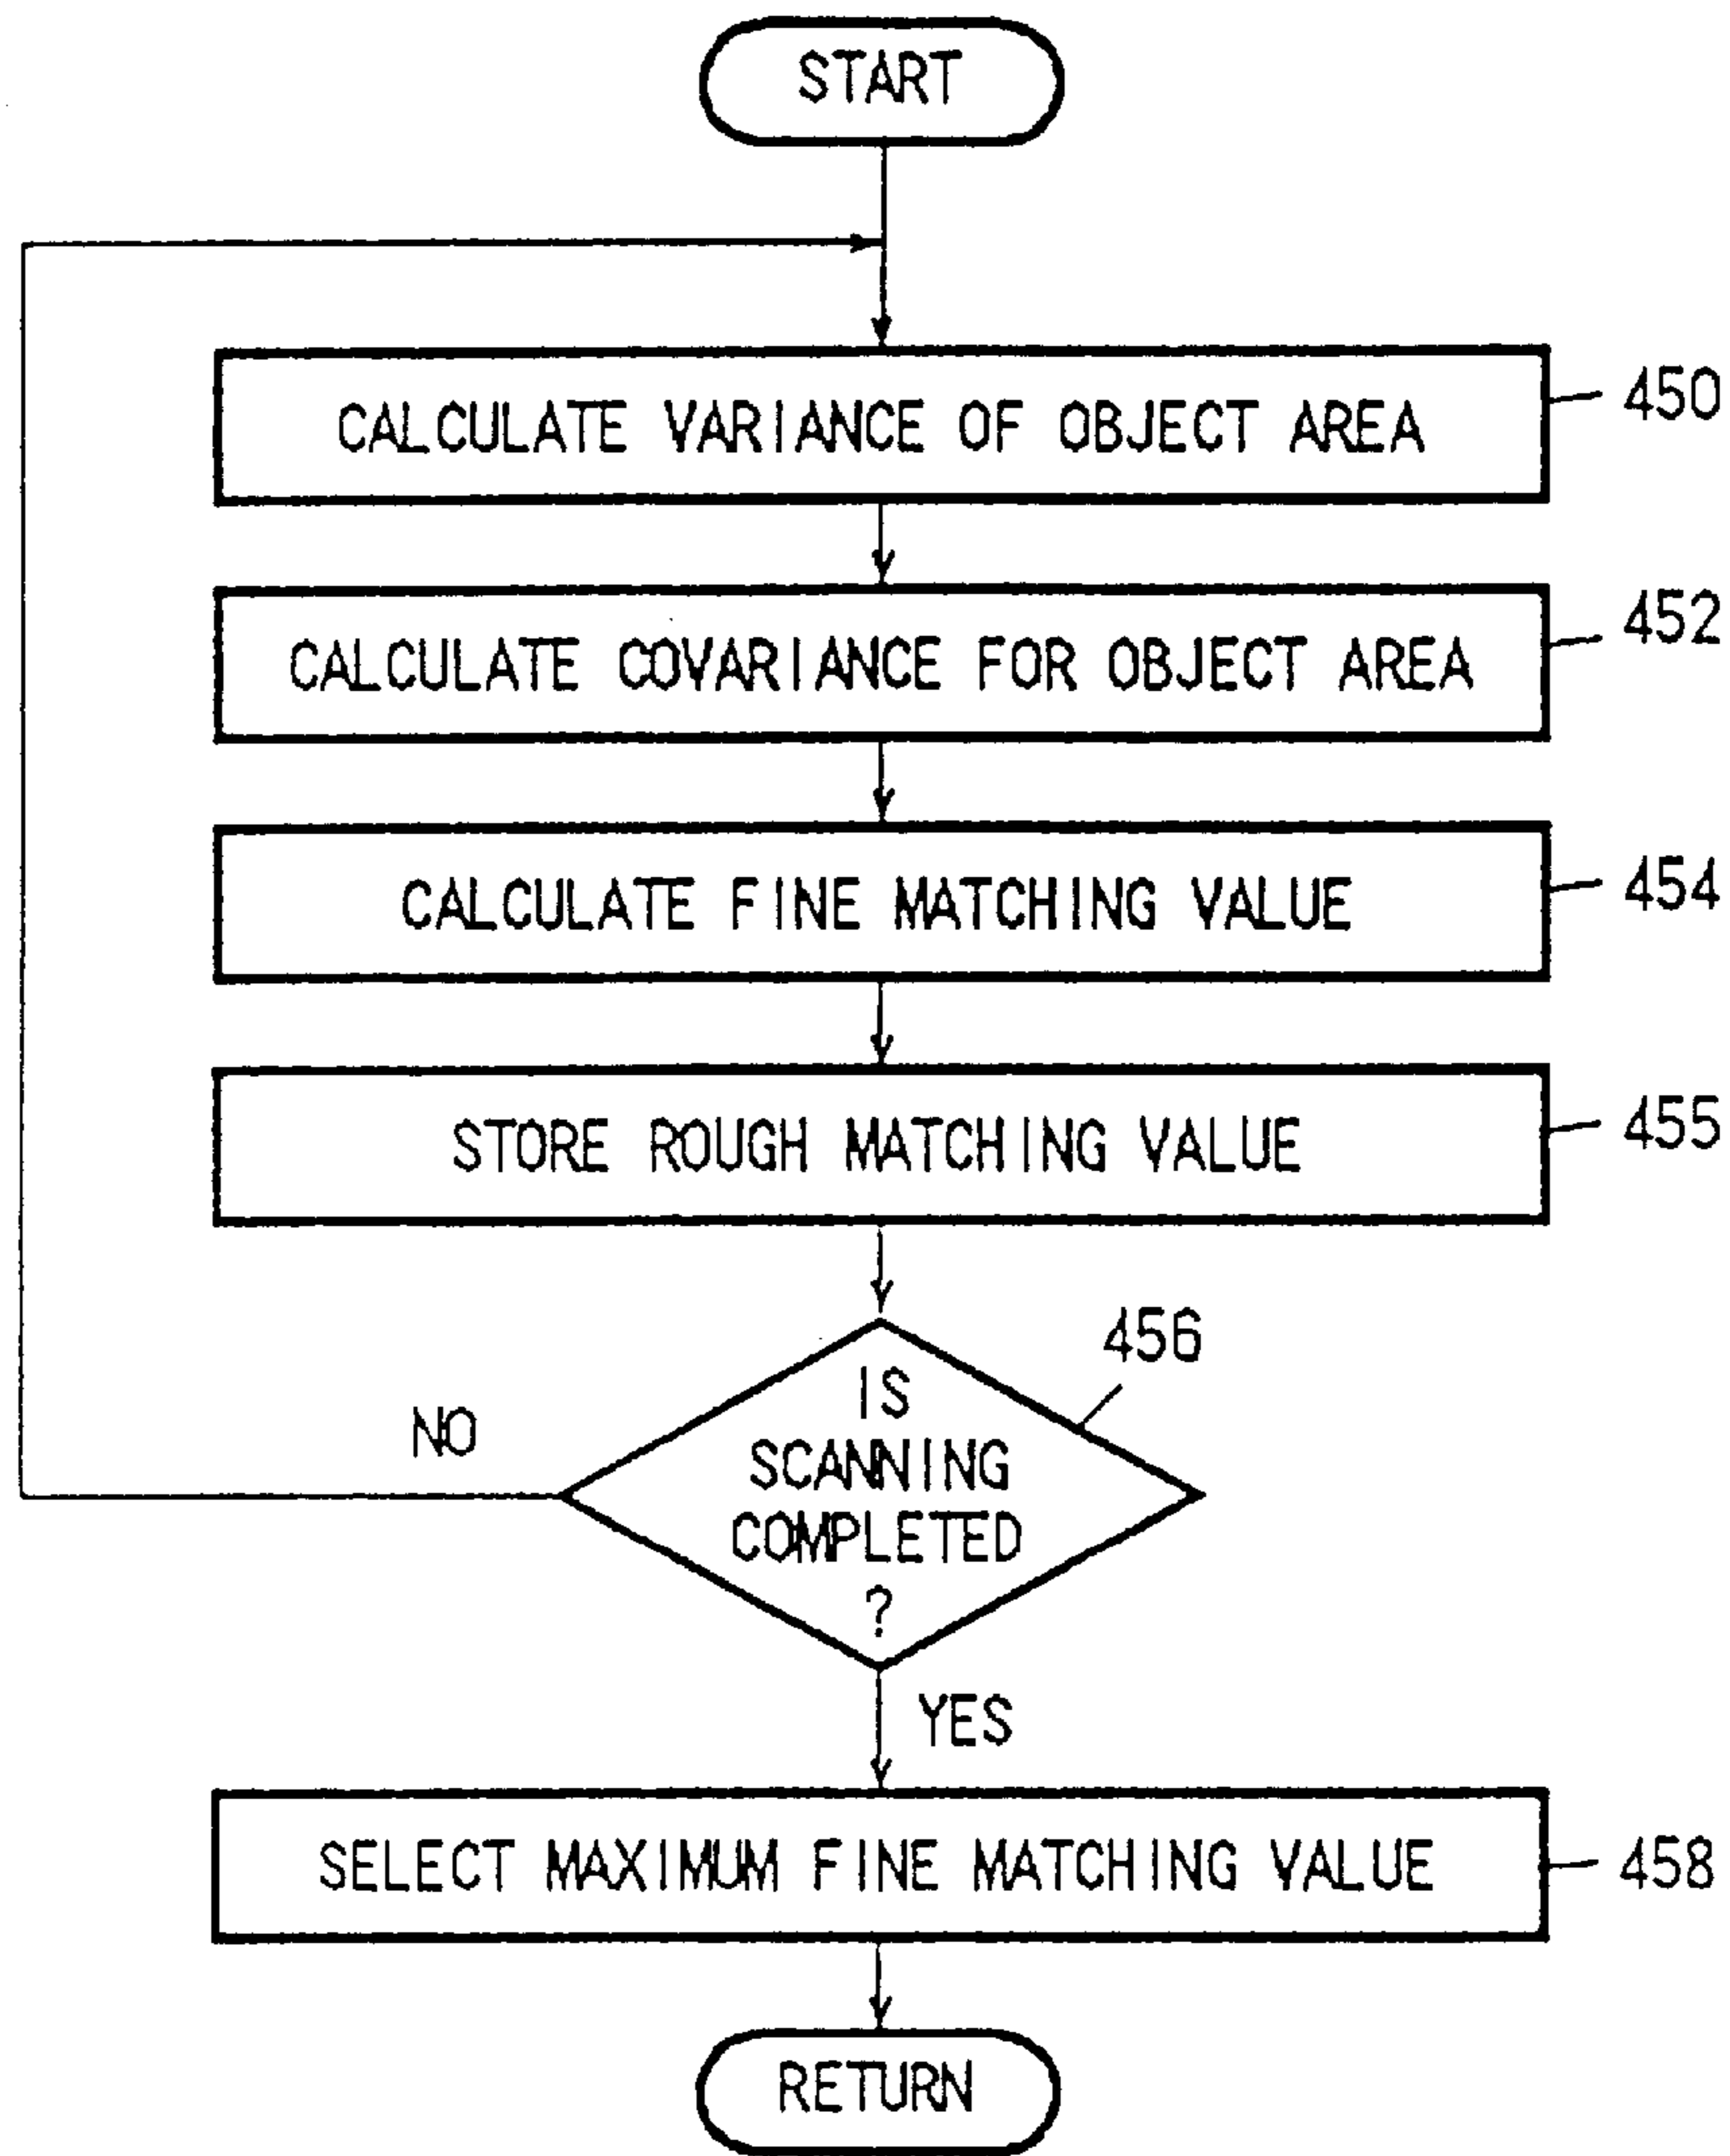 START
CALCULATE VARIANCE OF OBJECT AREA
450
CALCULATE COVARIANCE FOR OBJECT AREA
452
CALCULATE FINE MATCHING VALUE
454
STORE ROUGH MATCHING VALUE
455
456
IS
SCANNING
COMPLETED
?
NO
YES
SELECT MAXIMUM FINE MATCHING VALUE
458
RETURN